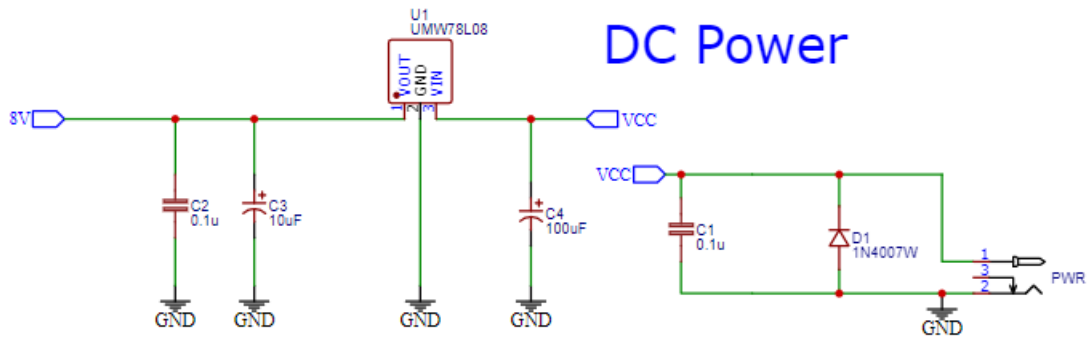 U1
UMW78L08
DC Power
VOUT
GND
VIN
1
2
3
8V
VCC
C2
0.1u
C3
10uF
C4
100uF
GND
GND
GND
GND
VCC
C1
0.1u
D1
1N4007W
1
3
2
PWR
GND